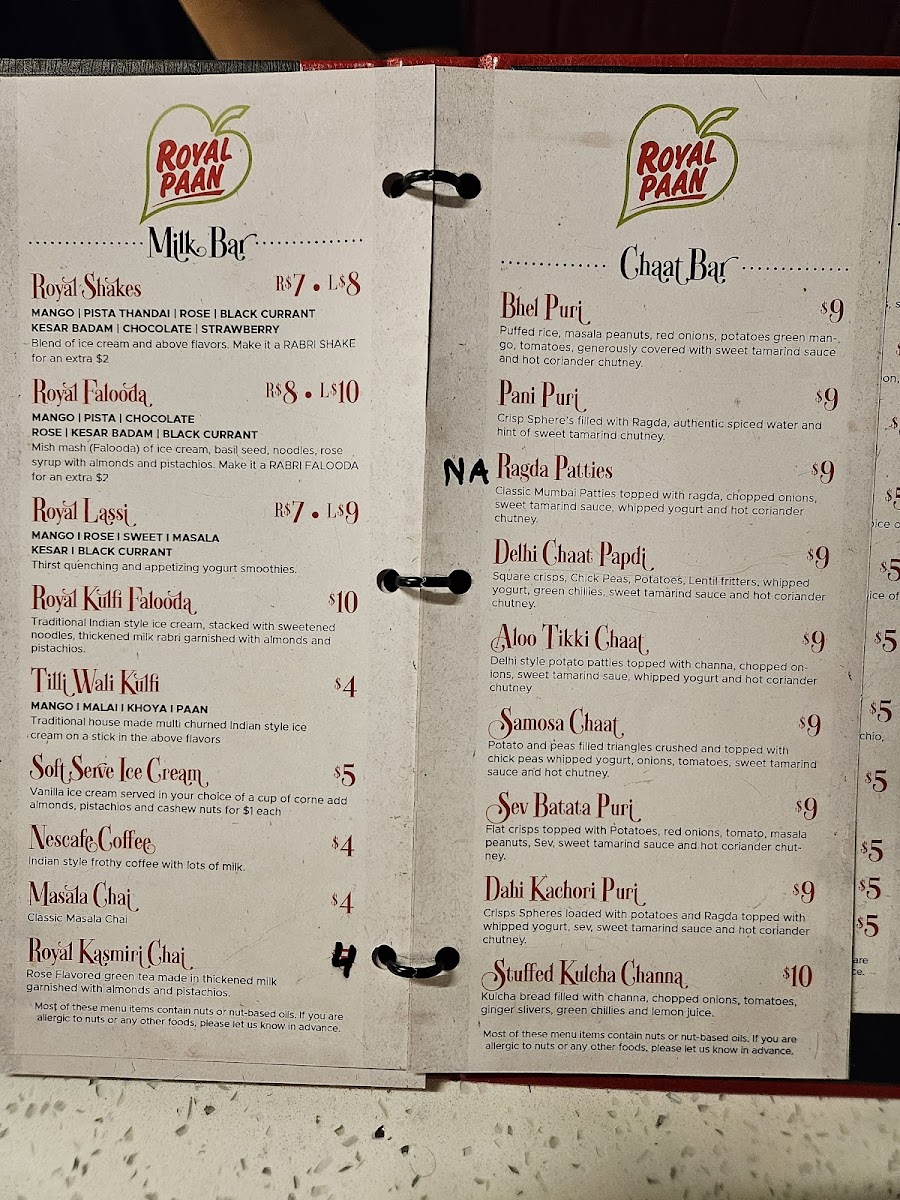 ROYAL
PAAN
Milk Bar
Royal Shakes R$7 • L$8
MANGO | PISTA THANDAI | ROSE | BLACK CURRANT
KESAR BADAM | CHOCOLATE | STRAWBERRY
Blend of ice cream and above flavors. Make it a RABRI SHAKE
for an extra $2
Royal Falooda R$8 • L$10
MANGO | PISTA | CHOCOLATE
ROSE | KESAR BADAM | BLACK CURRANT
Mish mash (Falooda) of ice cream, basil seed, noodles, rose
syrup with almonds and pistachios. Make it a RABRI FALOODA
for an extra $2
Royal Lassi R$7 • L$9
MANGO I ROSE I SWEET I MASALA
KESAR I BLACK CURRANT
Thirst quenching and appetizing yogurt smoothies.
Royal Kulfi Falooda $10
Traditional Indian style ice cream, stacked with sweetened
noodles, thickened milk rabri garnished with almonds and
pistachios.
Tilli Wali Kulfi $4
MANGO I MALAI I KHOYA I PAAN
Traditional house made multi churned Indian style ice
cream on a stick in the above flavors
Soft Serve Ice Cream $5
Vanilla ice cream served in your choice of a cup of corne add
almonds, pistachios and cashew nuts for $1 each
Nescafe Coffee $4
Indian style frothy coffee with lots of milk.
Masala Chai $4
Classic Masala Chai
Royal Kasmiri Chai 4
Rose Flavored green tea made in thickened milk
garnished with almonds and pistachios.
Most of these menu items contain nuts or nut-based oils. If you are
allergic to nuts or any other foods, please let us know in advance.
ROYAL
PAAN
Chaat Bar
Bhel Puri $9
Puffed rice, masala peanuts, red onions, potatoes green man-
go, tomatoes, generously covered with sweet tamarind sauce
and hot coriander chutney.
Pani Puri $9
Crisp Sphere's filled with Ragda, authentic spiced water and
hint of sweet tamarind chutney.
NA Ragda Patties $9
Classic Mumbai Patties topped with ragda, chopped onions,
sweet tamarind sauce, whipped yogurt and hot coriander
chutney.
Delhi Chaat Papdi $9
Square crisps, Chick Peas, Potatoes, Lentil fritters, whipped
yogurt, green chillies, sweet tamarind sauce and hot coriander
chutney.
Aloo Tikki Chaat $9
Delhi style potato patties topped with channa, chopped on-
ions, sweet tamarind saue, whipped yogurt and hot coriander
chutney
Samosa Chaat $9
Potato and peas filled triangles crushed and topped with
chick peas whipped yogurt, onions, tomatoes, sweet tamarind
sauce and hot chutney.
Sev Batata Puri $9
Flat crisps topped with Potatoes, red onions, tomato, masala
peanuts, Sev, sweet tamarind sauce and hot coriander chut-
ney.
Dahi Kachori Puri $9
Crisps Spheres loaded with potatoes and Ragda topped with
whipped yogurt, sev, sweet tamarind sauce and hot coriander
chutney.
Stuffed Kulcha Channa $10
Kulcha bread filled with channa, chopped onions, tomatoes,
ginger slivers, green chillies and lemon juice.
Most of these menu items contain nuts or nut-based oils. If you are
allergic to nuts or any other foods, please let us know in advance.
$5
$5
$5
$5
$5
$5
$5
$5